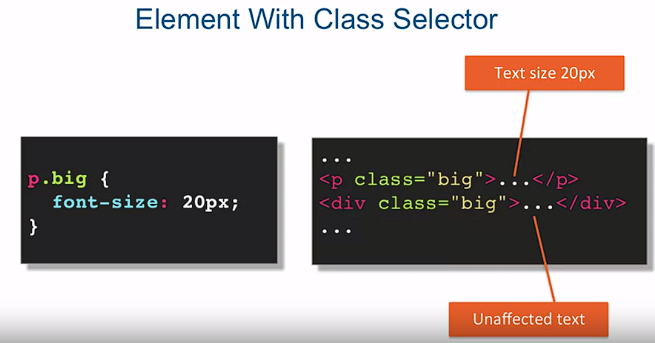 Element With Class Selector
Text size 20px
p.big {
font-size: 20px;
}
...
<p class="big">...</p>
<div class="big">...</div>
...
Unaffected text